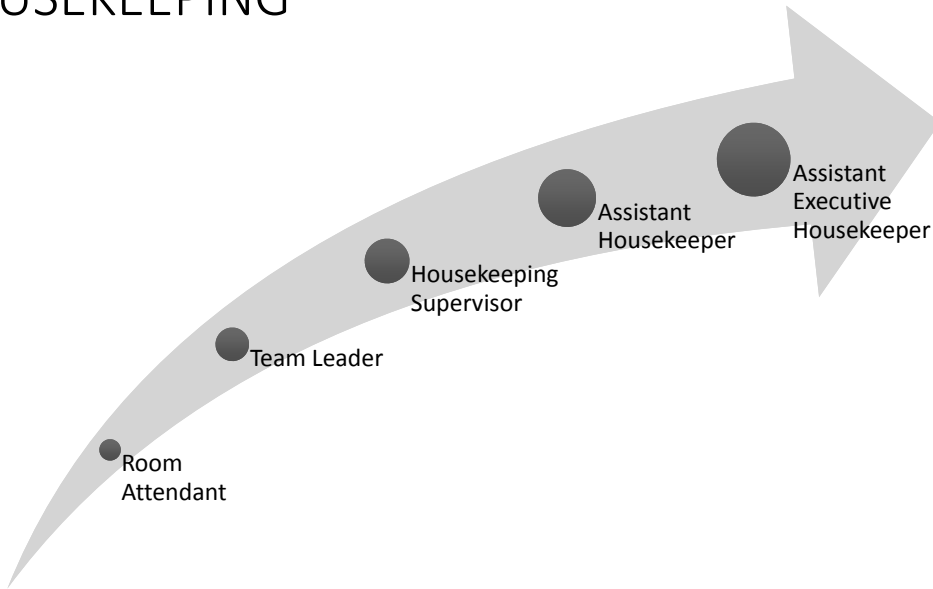 USEKEEPING
Assistant
Executive
Housekeeper
Assistant
Housekeeper
Housekeeping
Supervisor
Team Leader
Room
Attendant